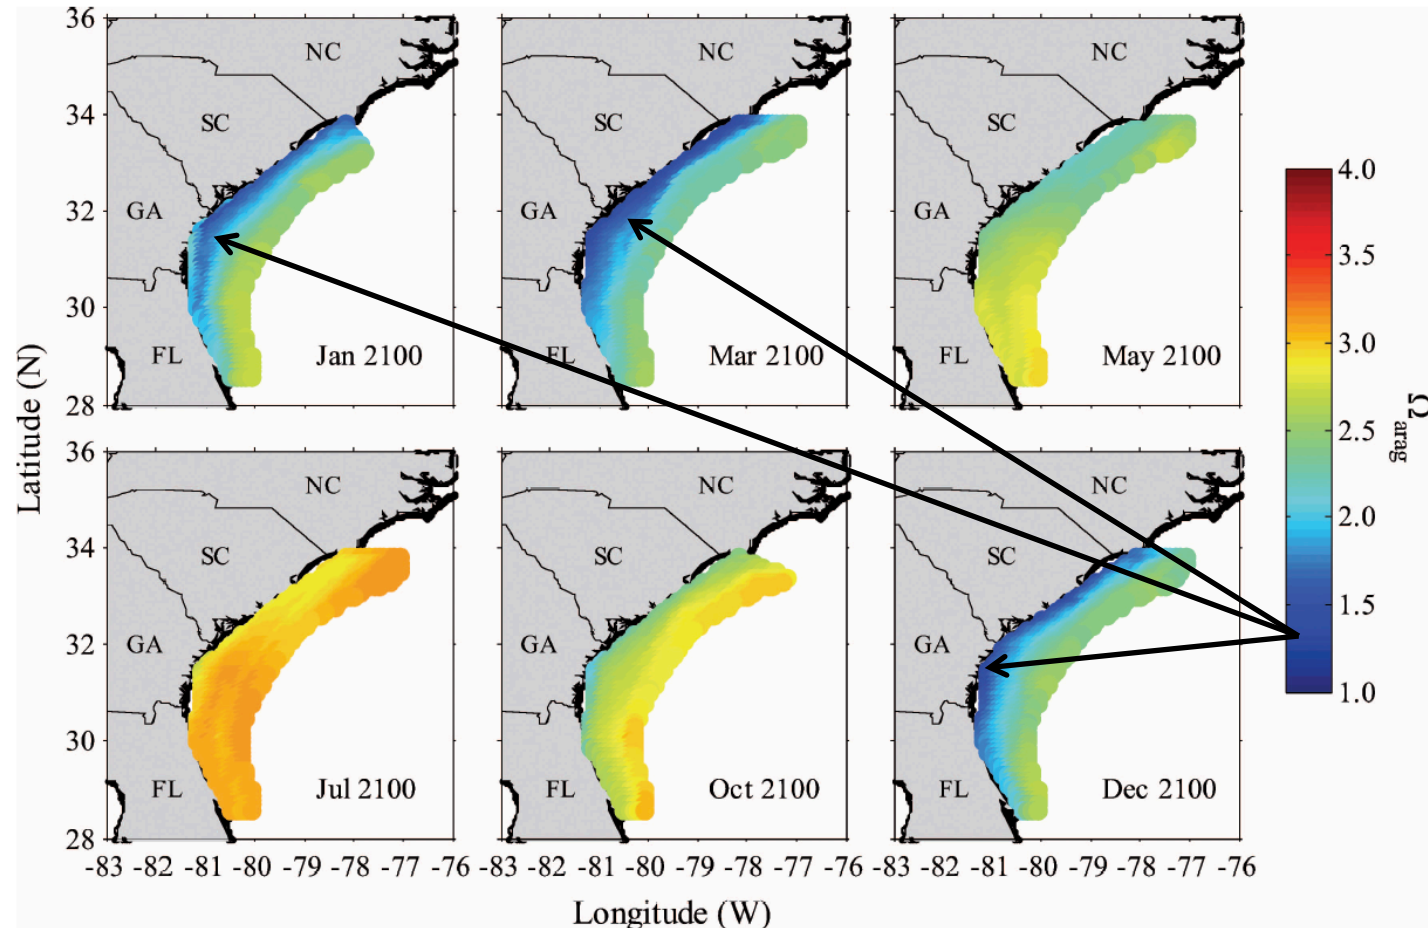 36
34
32
30
28
NC
SC
GA
FL
Jan 2100
NC
SC
GA
FL
Mar 2100
NC
SC
GA
FL
May 2100
36
34
32
30
28
NC
SC
GA
FL
Jul 2100
NC
SC
GA
FL
Oct 2100
NC
SC
GA
FL
Dec 2100
-83 -82 -81 -80 -79 -78 -77 -76
-83 -82 -81 -80 -79 -78 -77 -76
-83 -82 -81 -80 -79 -78 -77 -76
Latitude (N)
Longitude (W)
4.0
3.5
3.0
2.5
2.0
1.5
1.0
Ωarag